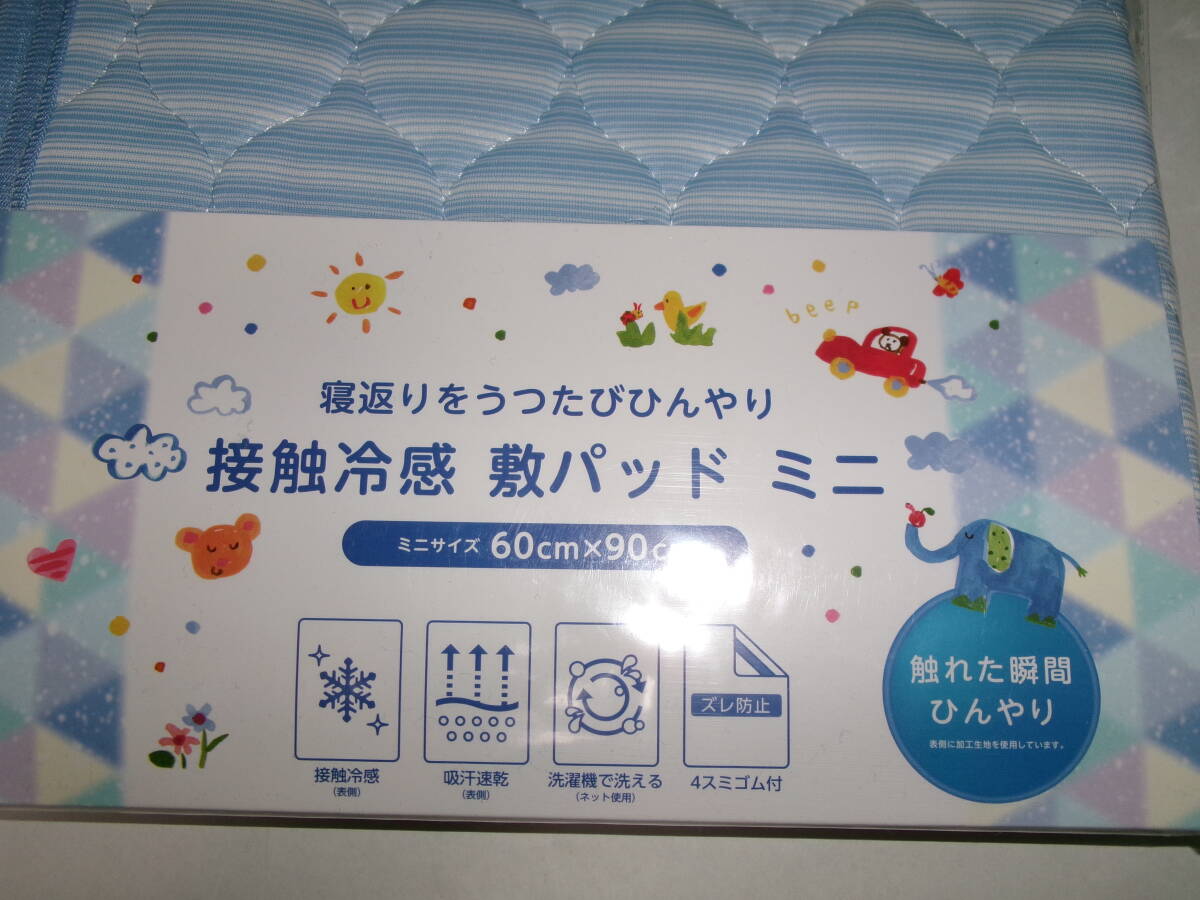 beep
寝返りをうつたびひんやり
接触冷感 敷パッド ミニ
ミニサイズ 60cm×90c
ズレ防止
接触冷感
(表側)
吸汗速乾
(表側)
洗濯機で洗える
(ネット使用)
4スミゴム付
触れた瞬間
ひんやり
表側に加工生地を使用しています。